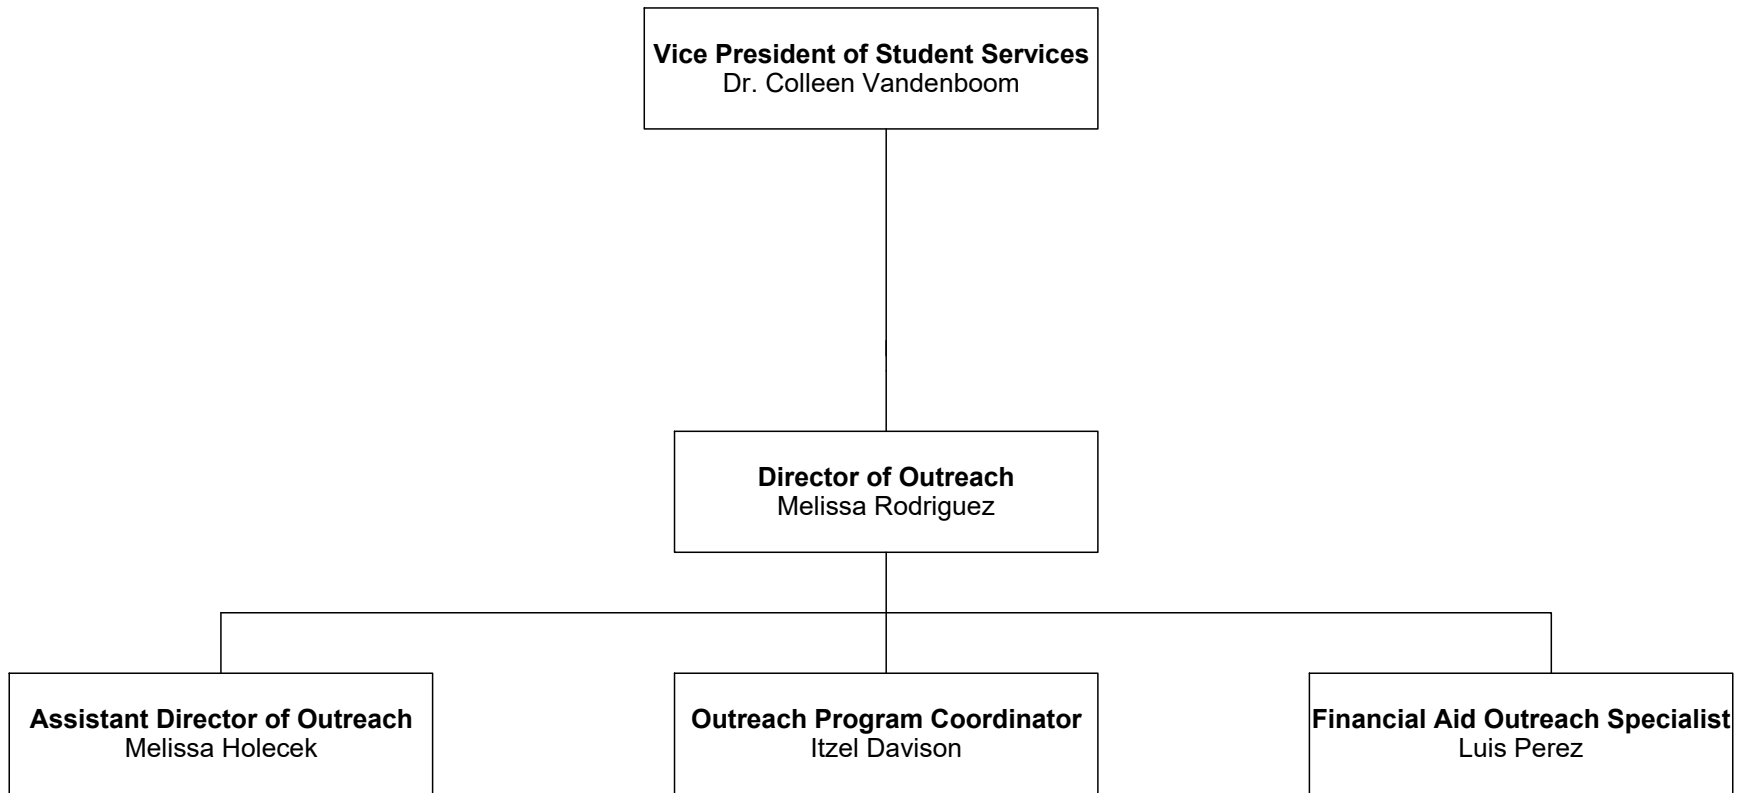 Vice President of Student Services
Dr. Colleen Vandenboom
Director of Outreach
Melissa Rodriguez
Assistant Director of Outreach
Melissa Holecek
Outreach Program Coordinator
Itzel Davison
Financial Aid Outreach Specialist
Luis Perez